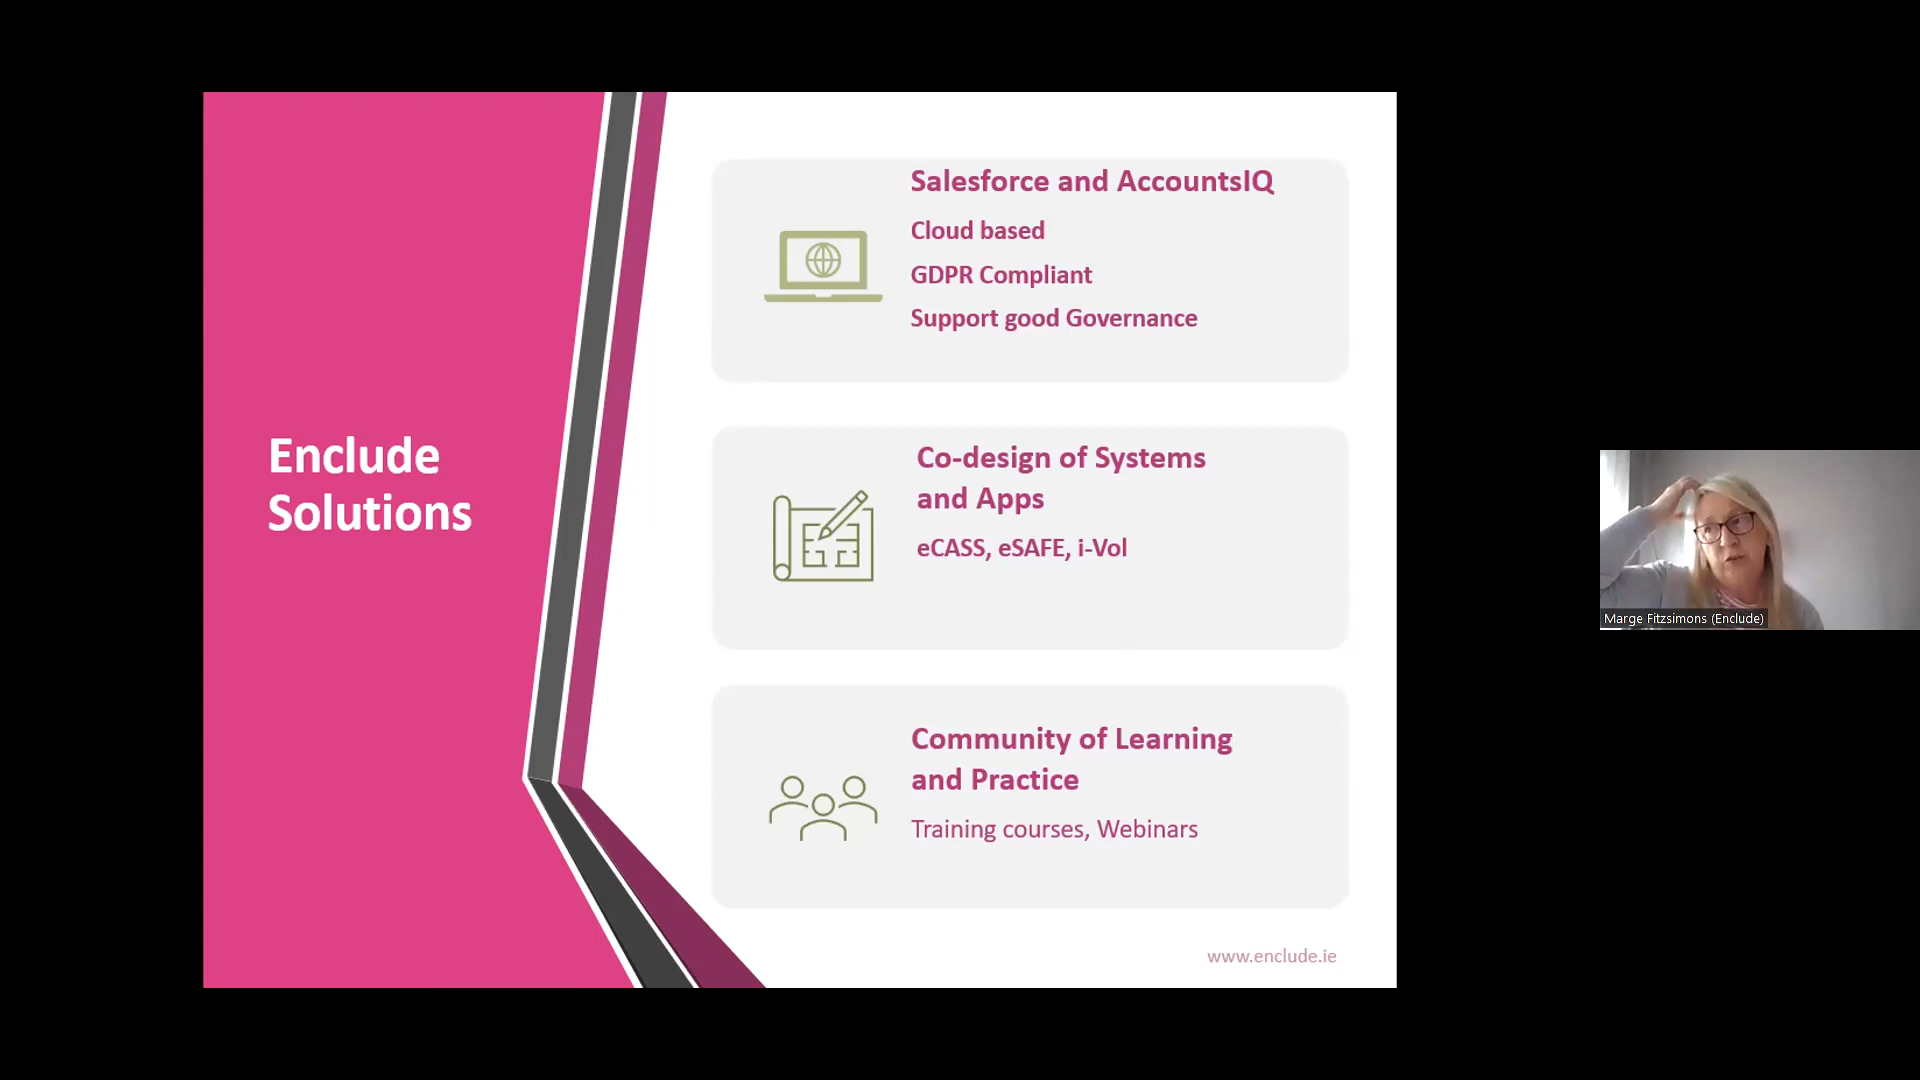 Enclude
Solutions
Salesforce and AccountsIQ
Cloud based
GDPR Compliant
Support good Governance
Co-design of Systems
and Apps
eCASS, eSAFE, i-Vol
Community of Learning
and Practice
Training courses, Webinars
www.enclude.ie
Marge Fitzsimons (Enclude)